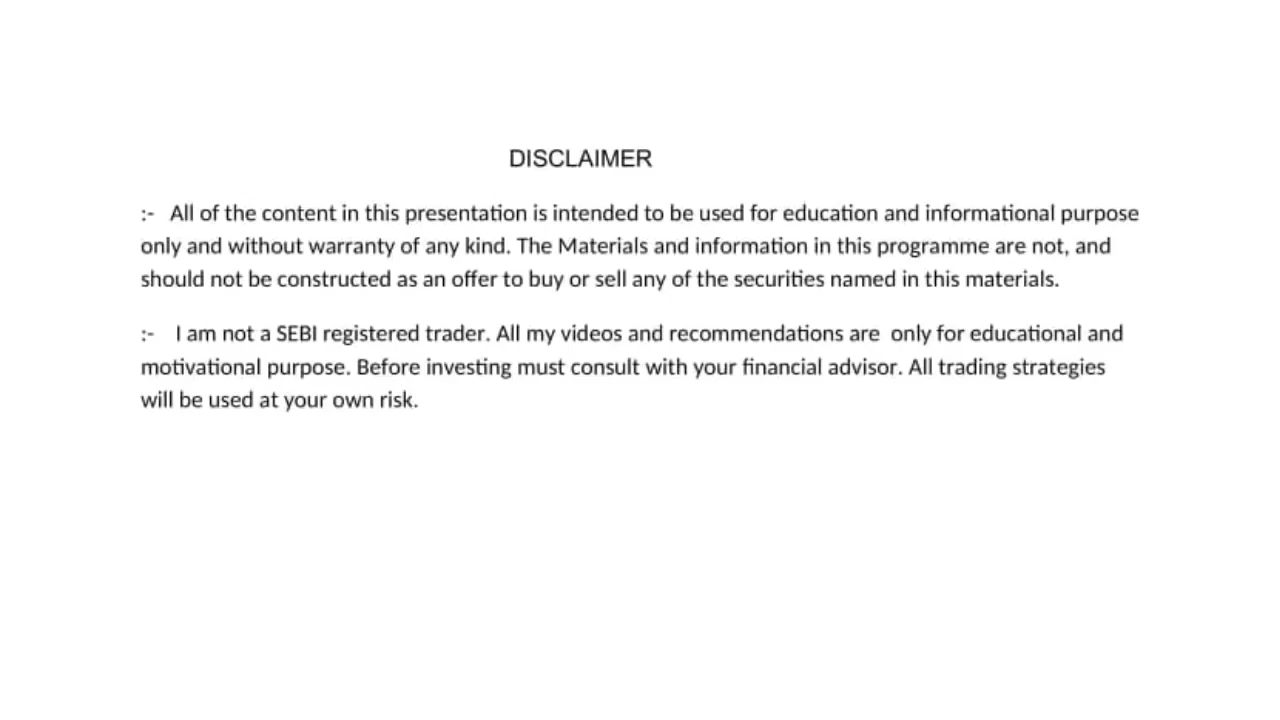 DISCLAIMER
:- All of the content in this presentation is intended to be used for education and informational purpose
only and without warranty of any kind. The Materials and information in this programme are not, and
should not be constructed as an offer to buy or sell any of the securities named in this materials.
:- I am not a SEBI registered trader. All my videos and recommendations are only for educational and
motivational purpose. Before investing must consult with your financial advisor. All trading strategies
will be used at your own risk.